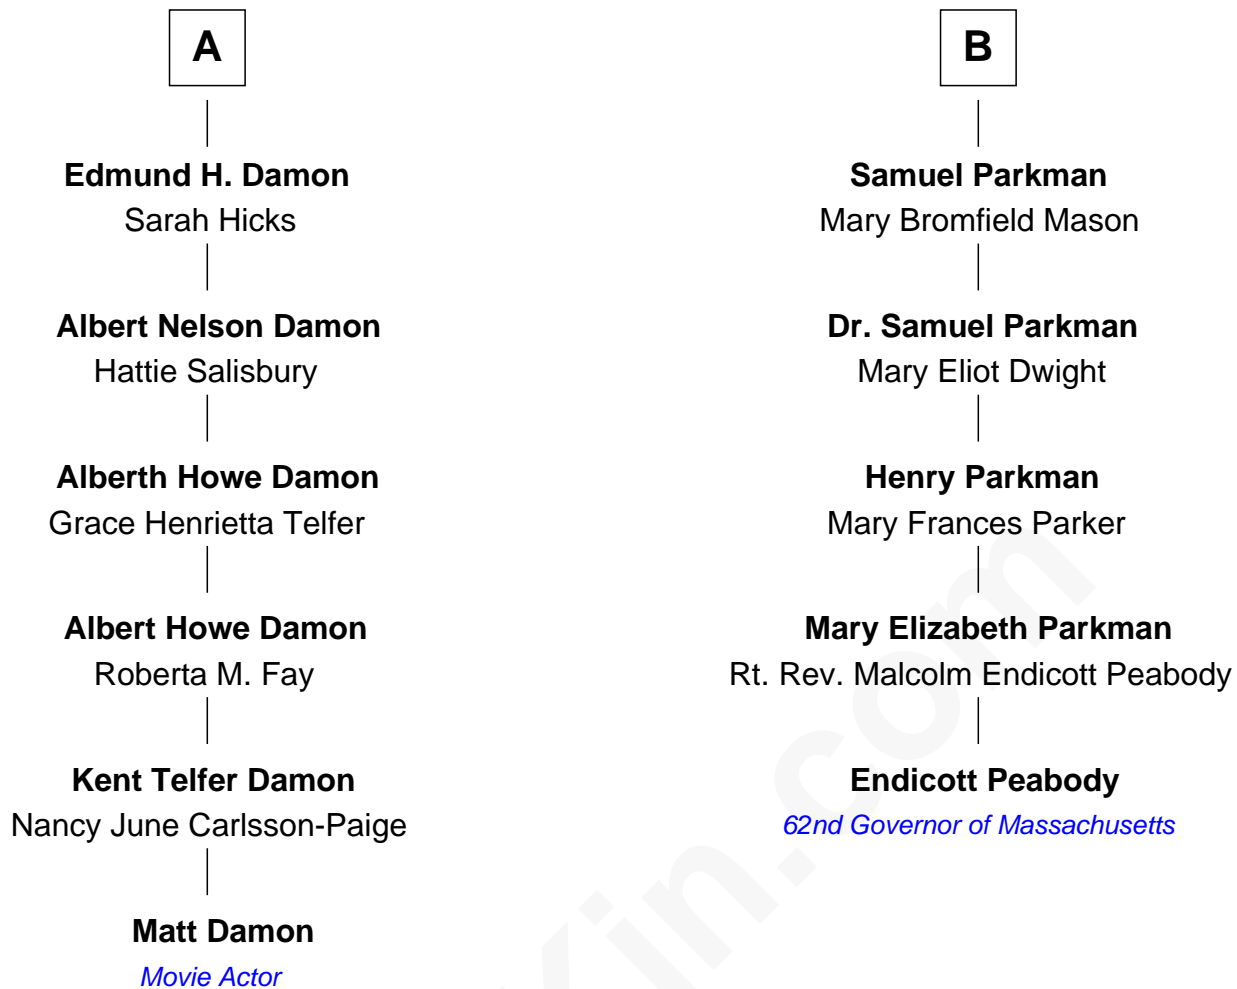 A
Edmund H. Damon
Sarah Hicks
Albert Nelson Damon
Hattie Salisbury
Alberth Howe Damon
Grace Henrietta Telfer
Albert Howe Damon
Roberta M. Fay
Kent Telfer Damon
Nancy June Carlsson-Paige
Matt Damon
Movie Actor
B
Samuel Parkman
Mary Bromfield Mason
Dr. Samuel Parkman
Mary Eliot Dwight
Henry Parkman
Mary Frances Parker
Mary Elizabeth Parkman
Rt. Rev. Malcolm Endicott Peabody
Endicott Peabody
62nd Governor of Massachusetts
Kin.com